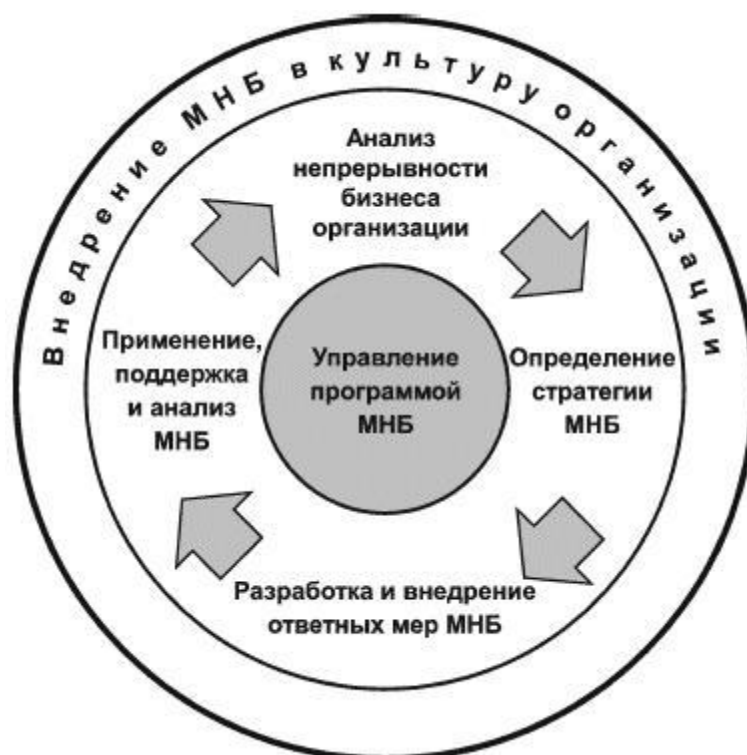 Внедрение МНБ в культуру организации
Анализ
непрерывности
бизнеса
организации
Применение,
поддержка
и анализ
МНБ
Управление
программой
МНБ
Определение
стратегии
МНБ
Разработка и внедрение
ответных мер МНБ